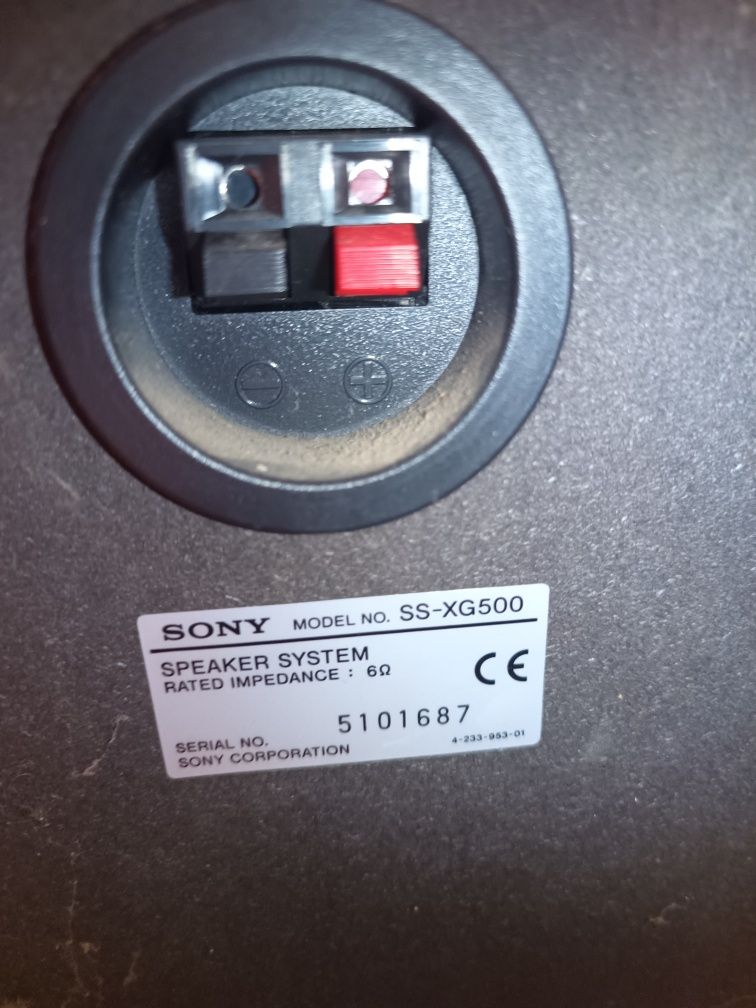 - +
SONY MODEL NO. SS-XG500
SPEAKER SYSTEM
RATED IMPEDANCE : 6Ω
CE
5101687
SERIAL NO.
4-233-953-01
SONY CORPORATION